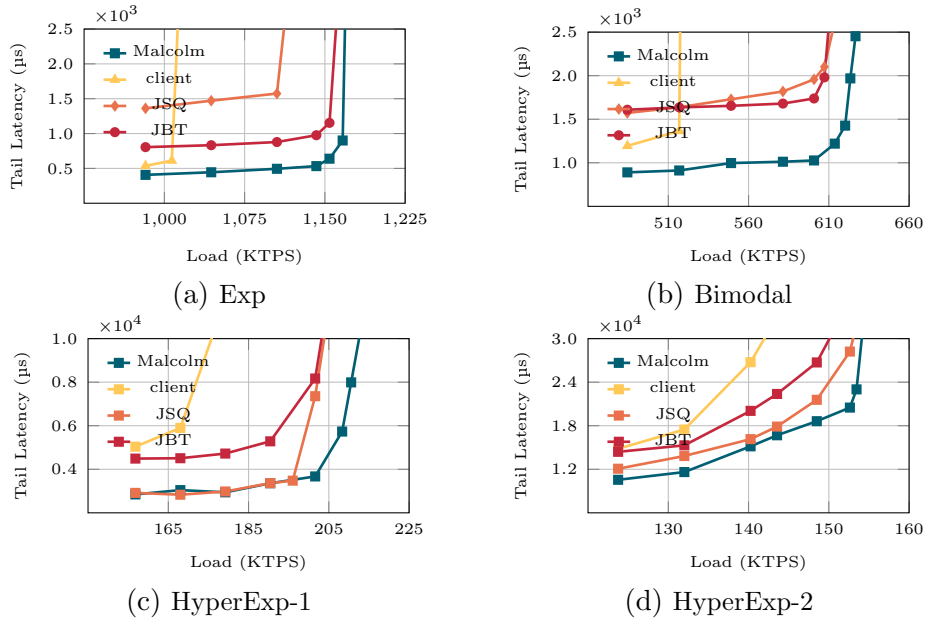 ×10³
2.5
2.0
1.5
1.0
0.5
Tail Latency (µs)
Malcolm
client
JSQ
JBT
1,000 1,075 1,150 1,225
Load (KTPS)
(a) Exp
×10³
2.5
2.0
1.5
1.0
Tail Latency (µs)
Malcolm
client
JSQ
JBT
510 560 610 660
Load (KTPS)
(b) Bimodal
×10⁴
1.0
0.8
0.6
0.4
Tail Latency (µs)
Malcolm
client
JSQ
JBT
165 185 205 225
Load (KTPS)
(c) HyperExp-1
×10⁴
3.0
2.4
1.8
1.2
Tail Latency (µs)
Malcolm
client
JSQ
JBT
130 140 150 160
Load (KTPS)
(d) HyperExp-2